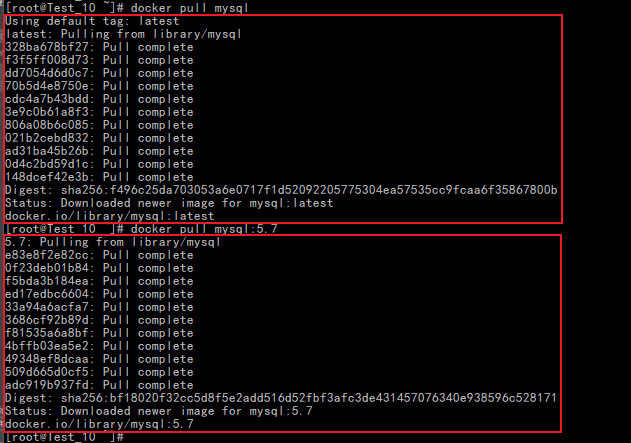 [root@Test_10 ~]# docker pull mysql
Using default tag: latest
latest: Pulling from library/mysql
328ba678bf27: Pull complete
f3f5ff008d73: Pull complete
dd7054d6d0c7: Pull complete
70b5d4e8750e: Pull complete
cdc4a7b43bdd: Pull complete
3e9c0b61a8f3: Pull complete
806a08b6c085: Pull complete
021b2cebd832: Pull complete
ad31ba45b26b: Pull complete
0d4c2bd59d1c: Pull complete
148dcef42e3b: Pull complete
Digest: sha256:f496c25da703053a6e0717f1d52092205775304ea57535cc9fcaa6f35867800b
Status: Downloaded newer image for mysql:latest
docker.io/library/mysql:latest
[root@Test_10 ~]# docker pull mysql:5.7
5.7: Pulling from library/mysql
e83e8f2e82cc: Pull complete
0f23deb01b84: Pull complete
f5bda3b184ea: Pull complete
ed17edbc6604: Pull complete
33a94a6acfa7: Pull complete
3686cf92b89d: Pull complete
f81535a6a8bf: Pull complete
4bffb03ea5e2: Pull complete
49348ef8dcaa: Pull complete
509d665d0cf5: Pull complete
adc919b937fd: Pull complete
Digest: sha256:bf18020f32cc5d8f5e2add516d52fbf3afc3de431457076340e938596c528171
Status: Downloaded newer image for mysql:5.7
docker.io/library/mysql:5.7
[root@Test_10 ~]#